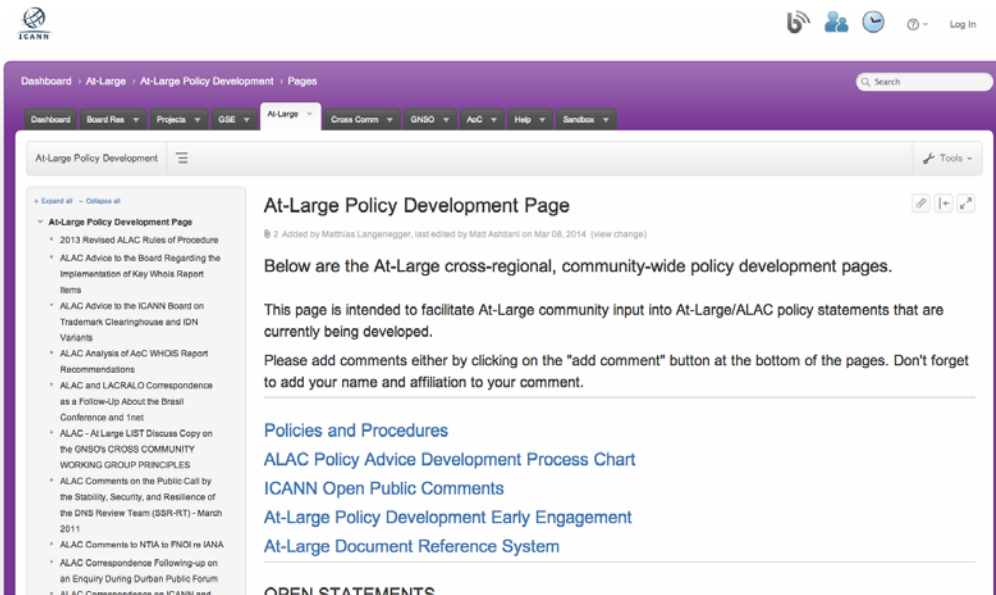 ICANN
Log In
Dashboard › At-Large › At-Large Policy Development › Pages
Search
Dashboard Board Res Projects GSE At-Large Cross Comm GNSO AoC Help Sandbox
At-Large Policy Development
Tools
+ Expand all – Collapse all
At-Large Policy Development Page
2013 Revised ALAC Rules of Procedure
ALAC Advice to the Board Regarding the
Implementation of Key Whois Report
Items
ALAC Advice to the ICANN Board on
Trademark Clearinghouse and IDN
Variants
ALAC Analysis of AoC WHOIS Report
Recommendations
ALAC and LACRALO Correspondence
as a Follow-Up About the Brasil
Conference and 1net
ALAC - At Large LIST Discuss Copy on
the GNSO's CROSS COMMUNITY
WORKING GROUP PRINCIPLES
ALAC Comments on the Public Call by
the Stability, Security, and Resilience of
the DNS Review Team (SSR-RT) - March
2011
ALAC Comments to NTIA to FNOI re IANA
ALAC Correspondence Following-up on
an Enquiry During Durban Public Forum
ALAC Correspondence on ICANN and
At-Large Policy Development Page
2 Added by Matthias Langenegger, last edited by Matt Ashtiani on Mar 08, 2014 (view change)
Below are the At-Large cross-regional, community-wide policy development pages.
This page is intended to facilitate At-Large community input into At-Large/ALAC policy statements that are
currently being developed.
Please add comments either by clicking on the "add comment" button at the bottom of the pages. Don't forget
to add your name and affiliation to your comment.
Policies and Procedures
ALAC Policy Advice Development Process Chart
ICANN Open Public Comments
At-Large Policy Development Early Engagement
At-Large Document Reference System
OPEN STATEMENTS